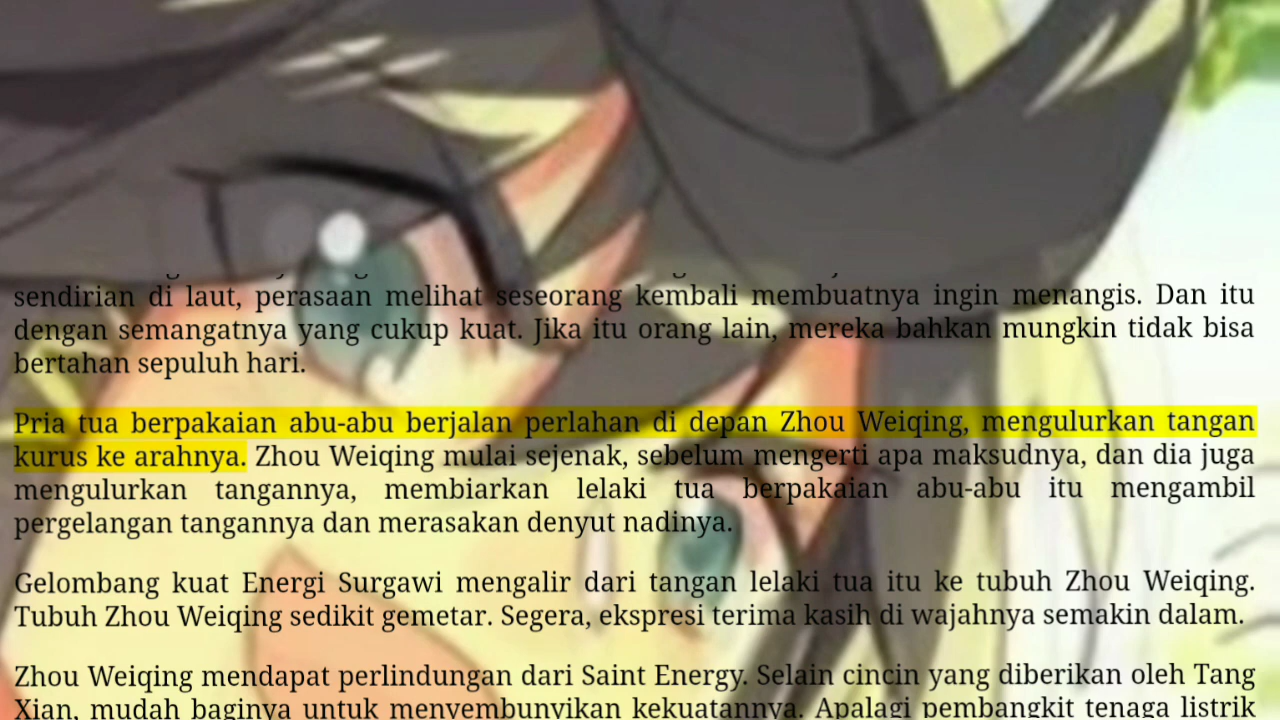 sendirian di laut, perasaan melihat seseorang kembali membuatnya ingin menangis. Dan itu
dengan semangatnya yang cukup kuat. Jika itu orang lain, mereka bahkan mungkin tidak bisa
bertahan sepuluh hari.
Pria tua berpakaian abu-abu berjalan perlahan di depan Zhou Weiqing, mengulurkan tangan
kurus ke arahnya. Zhou Weiqing mulai sejenak, sebelum mengerti apa maksudnya, dan dia juga
mengulurkan tangannya, membiarkan lelaki tua berpakaian abu-abu itu mengambil
pergelangan tangannya dan merasakan denyut nadinya.
Gelombang kuat Energi Surgawi mengalir dari tangan lelaki tua itu ke tubuh Zhou Weiqing.
Tubuh Zhou Weiqing sedikit gemetar. Segera, ekspresi terima kasih di wajahnya semakin dalam.
Zhou Weiqing mendapat perlindungan dari Saint Energy. Selain cincin yang diberikan oleh Tang
Xian, mudah baginya untuk menyembunyikan kekuatannya. Apalagi pembangkit tenaga listrik